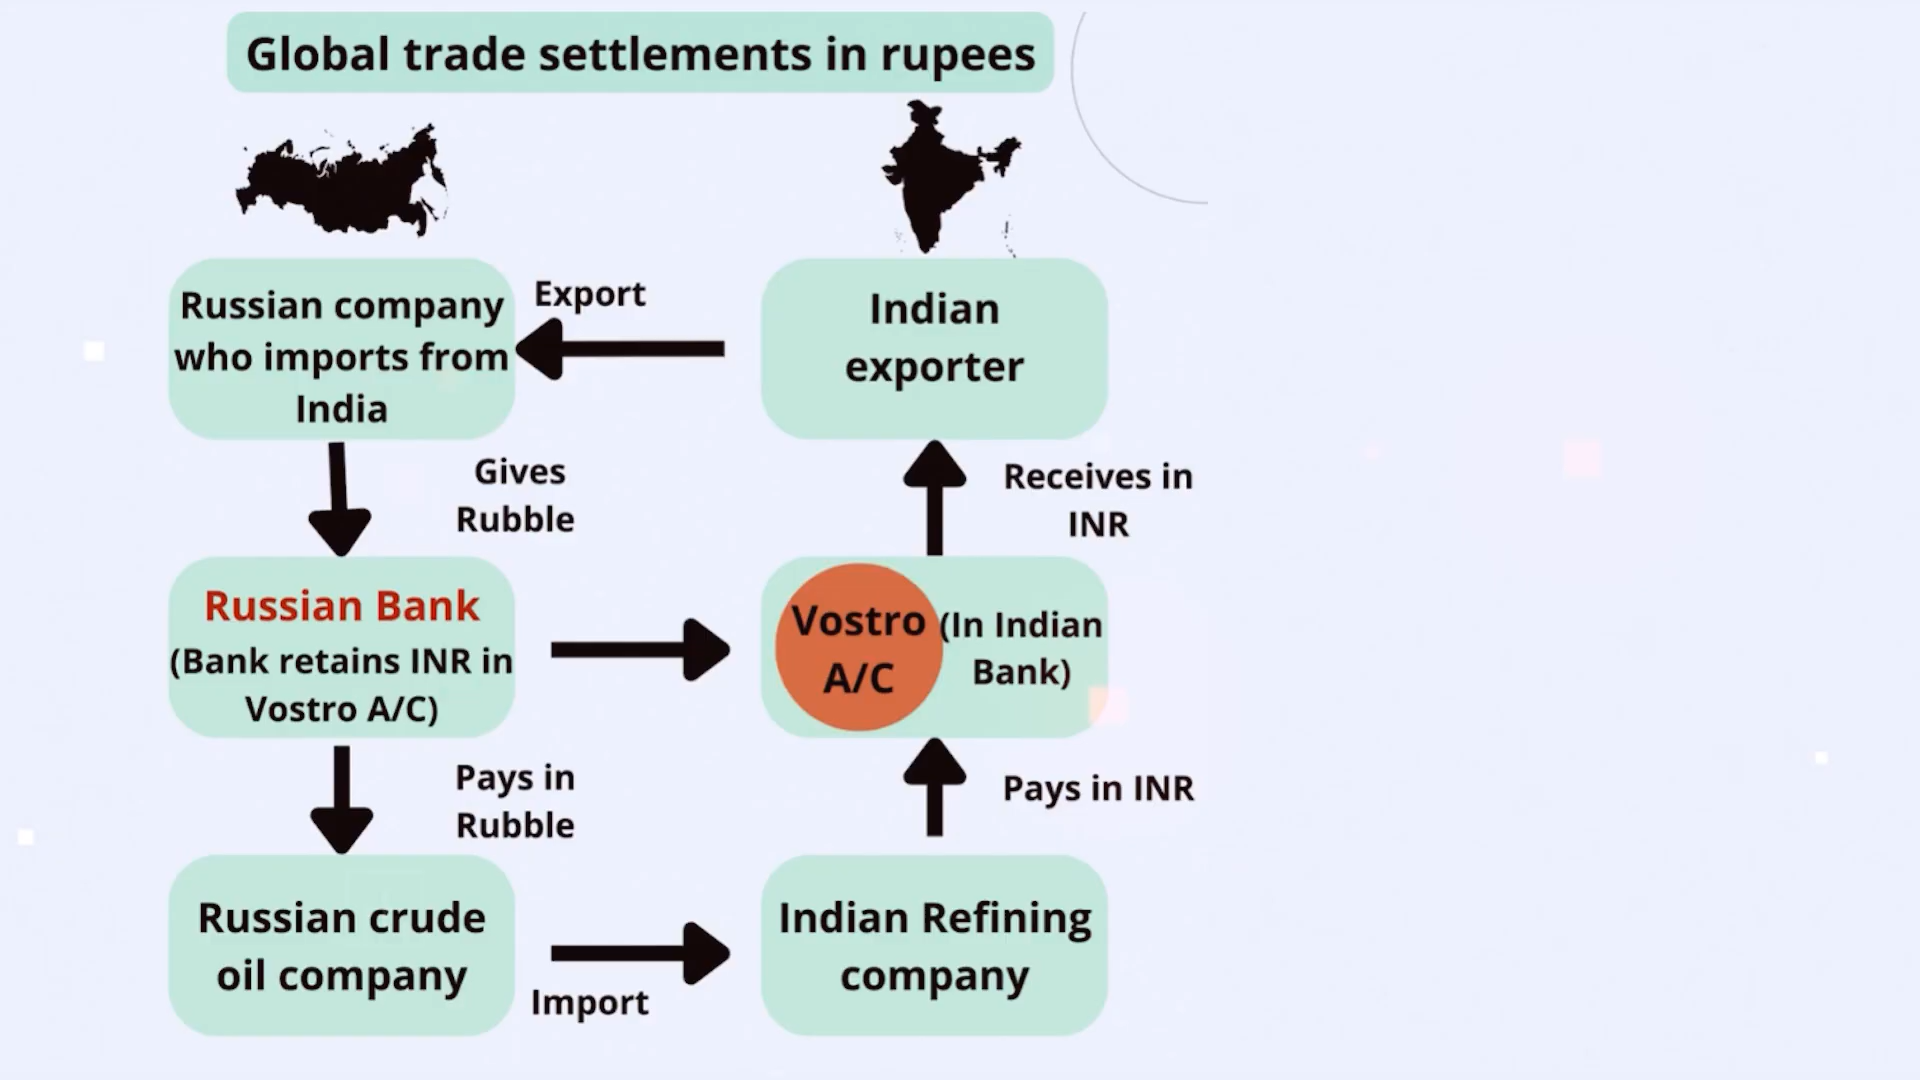 Global trade settlements in rupees
Russian company
who imports from
India
Export
Indian
exporter
Gives
Rubble
Receives in
INR
Russian Bank
(Bank retains INR in
Vostro A/C)
Vostro
A/C
(In Indian
Bank)
Pays in
Rubble
Pays in INR
Russian crude
oil company
Import
Indian Refining
company